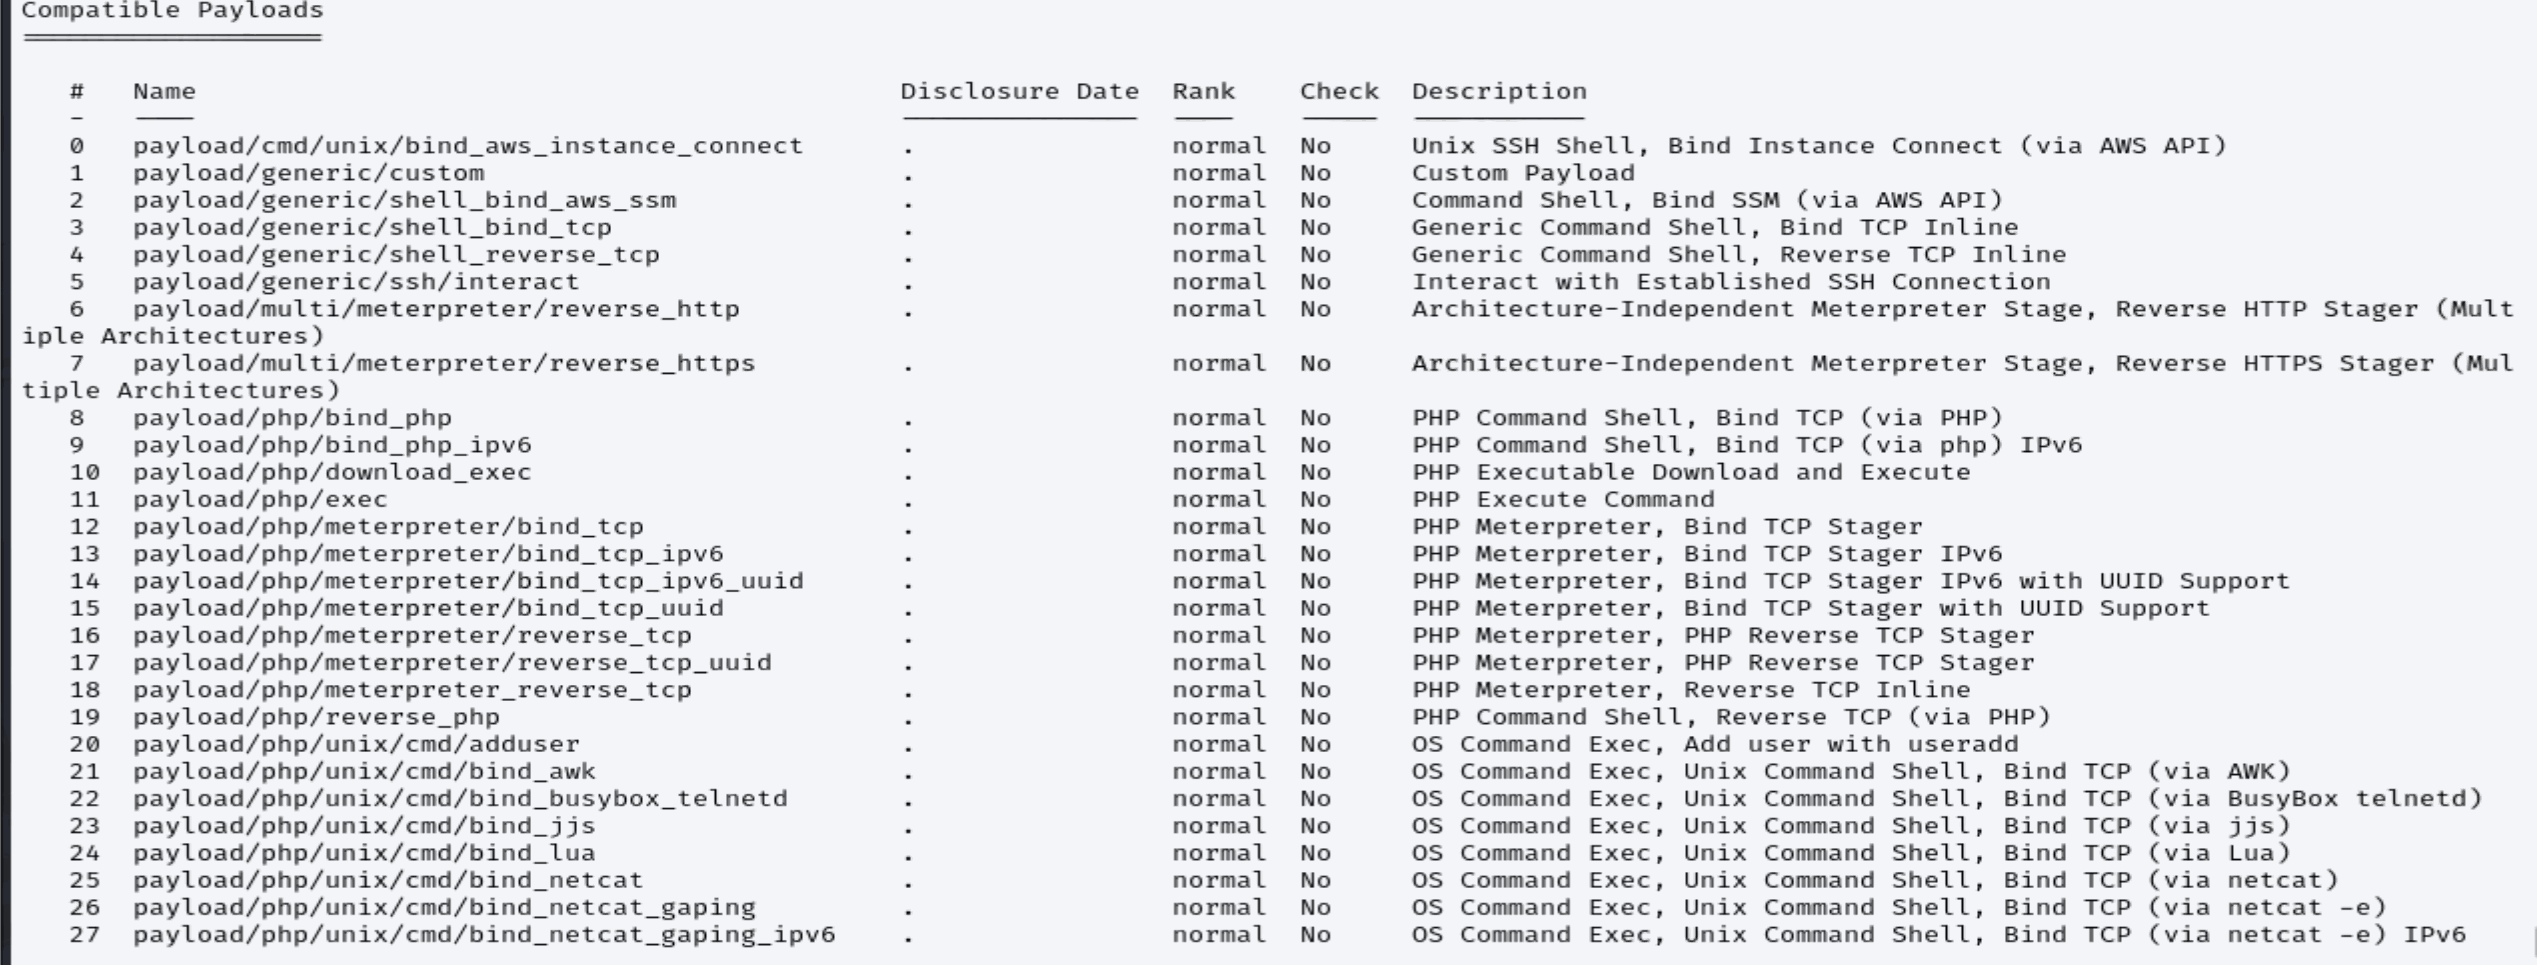 Compatible Payloads
===================
# Name Disclosure Date Rank Check Description
- ---- --------------- ---- ----- -----------
0 payload/cmd/unix/bind_aws_instance_connect . normal No Unix SSH Shell, Bind Instance Connect (via AWS API)
1 payload/generic/custom . normal No Custom Payload
2 payload/generic/shell_bind_aws_ssm . normal No Command Shell, Bind SSM (via AWS API)
3 payload/generic/shell_bind_tcp . normal No Generic Command Shell, Bind TCP Inline
4 payload/generic/shell_reverse_tcp . normal No Generic Command Shell, Reverse TCP Inline
5 payload/generic/ssh/interact . normal No Interact with Established SSH Connection
6 payload/multi/meterpreter/reverse_http . normal No Architecture-Independent Meterpreter Stage, Reverse HTTP Stager (Mult
iple Architectures)
7 payload/multi/meterpreter/reverse_https . normal No Architecture-Independent Meterpreter Stage, Reverse HTTPS Stager (Mul
tiple Architectures)
8 payload/php/bind_php . normal No PHP Command Shell, Bind TCP (via PHP)
9 payload/php/bind_php_ipv6 . normal No PHP Command Shell, Bind TCP (via php) IPv6
10 payload/php/download_exec . normal No PHP Executable Download and Execute
11 payload/php/exec . normal No PHP Execute Command
12 payload/php/meterpreter/bind_tcp . normal No PHP Meterpreter, Bind TCP Stager
13 payload/php/meterpreter/bind_tcp_ipv6 . normal No PHP Meterpreter, Bind TCP Stager IPv6
14 payload/php/meterpreter/bind_tcp_ipv6_uuid . normal No PHP Meterpreter, Bind TCP Stager IPv6 with UUID Support
15 payload/php/meterpreter/bind_tcp_uuid . normal No PHP Meterpreter, Bind TCP Stager with UUID Support
16 payload/php/meterpreter/reverse_tcp . normal No PHP Meterpreter, PHP Reverse TCP Stager
17 payload/php/meterpreter/reverse_tcp_uuid . normal No PHP Meterpreter, PHP Reverse TCP Stager
18 payload/php/meterpreter_reverse_tcp . normal No PHP Meterpreter, Reverse TCP Inline
19 payload/php/reverse_php . normal No PHP Command Shell, Reverse TCP (via PHP)
20 payload/php/unix/cmd/adduser . normal No OS Command Exec, Add user with useradd
21 payload/php/unix/cmd/bind_awk . normal No OS Command Exec, Unix Command Shell, Bind TCP (via AWK)
22 payload/php/unix/cmd/bind_busybox_telnetd . normal No OS Command Exec, Unix Command Shell, Bind TCP (via BusyBox telnetd)
23 payload/php/unix/cmd/bind_jjs . normal No OS Command Exec, Unix Command Shell, Bind TCP (via jjs)
24 payload/php/unix/cmd/bind_lua . normal No OS Command Exec, Unix Command Shell, Bind TCP (via Lua)
25 payload/php/unix/cmd/bind_netcat . normal No OS Command Exec, Unix Command Shell, Bind TCP (via netcat)
26 payload/php/unix/cmd/bind_netcat_gaping . normal No OS Command Exec, Unix Command Shell, Bind TCP (via netcat -e)
27 payload/php/unix/cmd/bind_netcat_gaping_ipv6 . normal No OS Command Exec, Unix Command Shell, Bind TCP (via netcat -e) IPv6